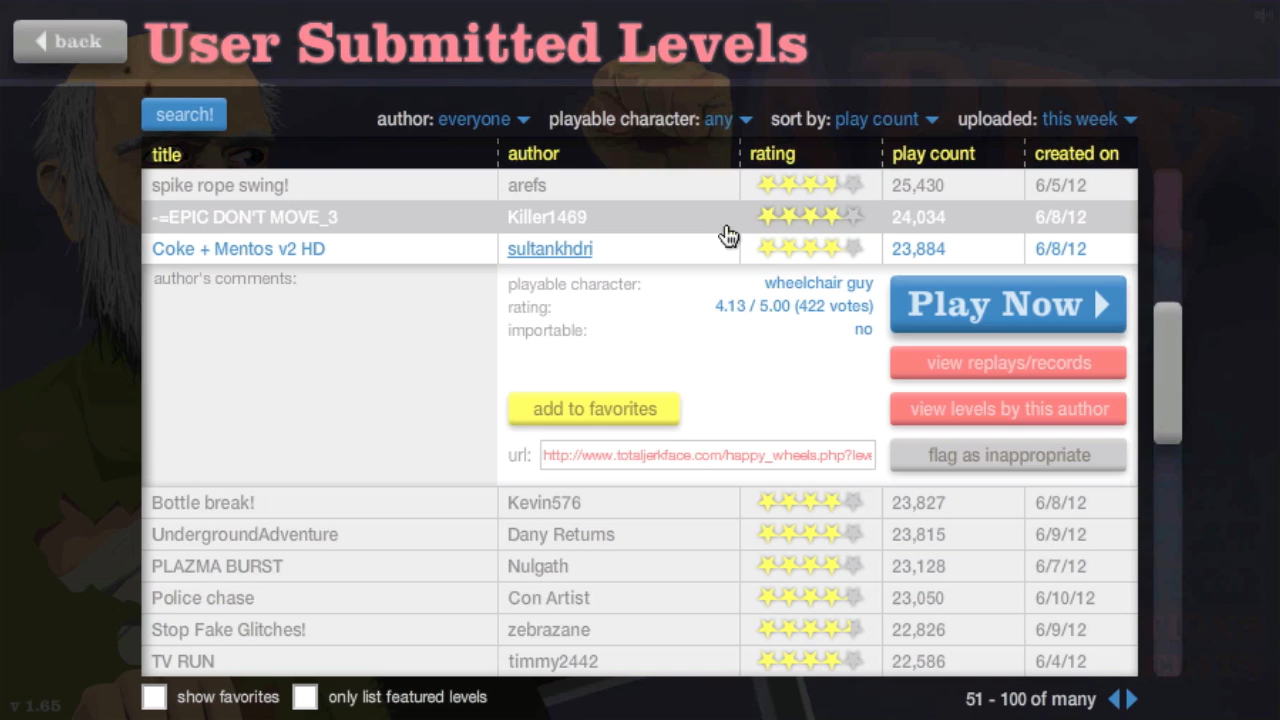 back
User Submitted Levels
search!
author: everyone playable character: any sort by: play count uploaded: this week
title author rating play count created on
spike rope swing! arefs 25,430 6/5/12
-=EPIC DON'T MOVE_3 Killer1469 24,034 6/8/12
Coke + Mentos v2 HD sultankhdri 23,884 6/8/12
author's comments:
playable character: wheelchair guy
rating: 4.13 / 5.00 (422 votes)
importable: no
Play Now
view replays/records
add to favorites
view levels by this author
url: http://www.totaljerkface.com/happy_wheels.php?leve
flag as inappropriate
Bottle break! Kevin576 23,827 6/8/12
UndergroundAdventure Dany Returns 23,815 6/9/12
PLAZMA BURST Nulgath 23,128 6/7/12
Police chase Con Artist 23,050 6/10/12
Stop Fake Glitches! zebrazane 22,826 6/9/12
TV RUN timmy2442 22,586 6/4/12
show favorites only list featured levels
51 - 100 of many
v 1.65